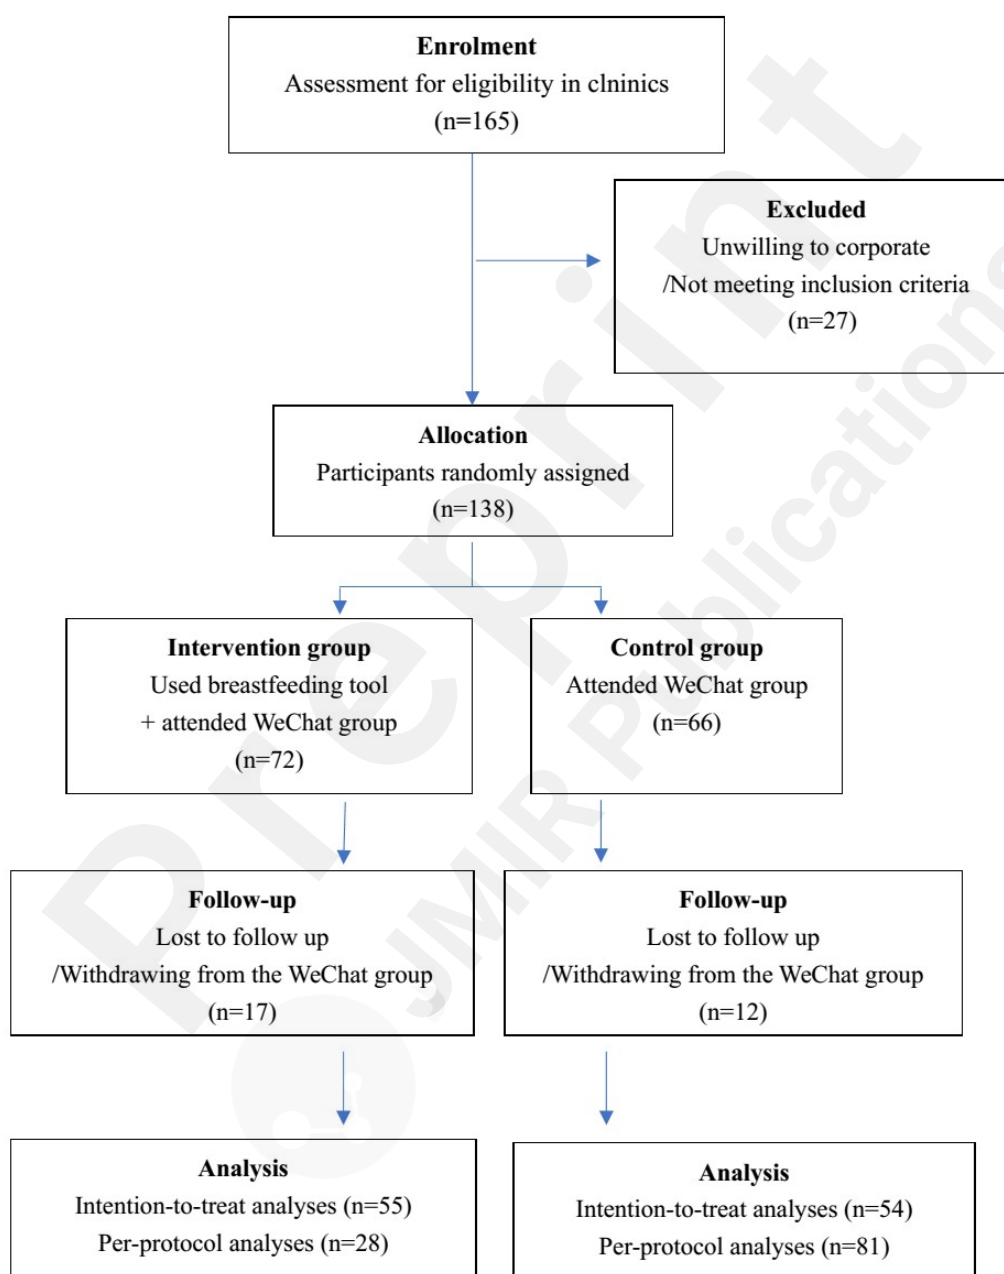 Enrolment
Assessment for eligibility in clninics
(n=165)
Excluded
Unwilling to corporate
/Not meeting inclusion criteria
(n=27)
Allocation
Participants randomly assigned
(n=138)
Intervention group
Used breastfeeding tool
+ attended WeChat group
(n=72)
Control group
Attended WeChat group
(n=66)
Follow-up
Lost to follow up
/Withdrawing from the WeChat group
(n=17)
Follow-up
Lost to follow up
/Withdrawing from the WeChat group
(n=12)
Analysis
Intention-to-treat analyses (n=55)
Per-protocol analyses (n=28)
Analysis
Intention-to-treat analyses (n=54)
Per-protocol analyses (n=81)
Preprint
JMIR Publications